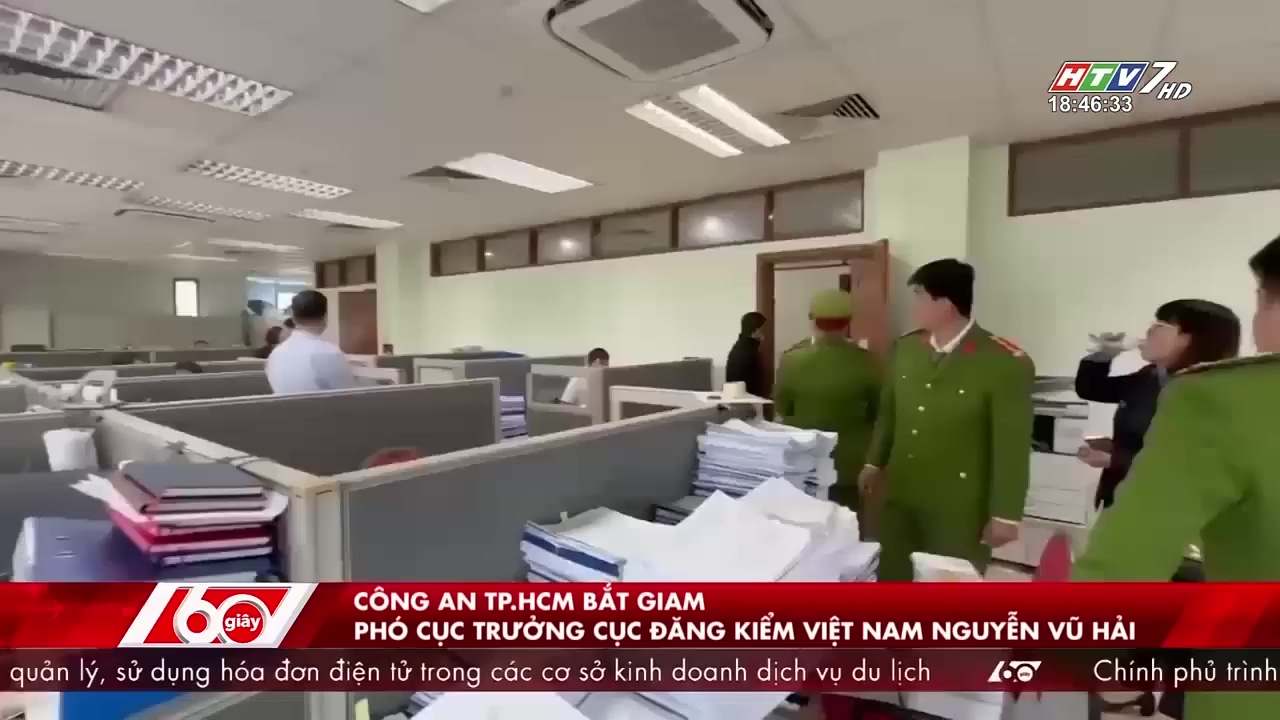 HTV7 HD
18:46:33
60 giây
CÔNG AN TP.HCM BẮT GIAM
PHÓ CỤC TRƯỞNG CỤC ĐĂNG KIỂM VIỆT NAM NGUYỄN VŨ HẢI
quản lý, sử dụng hóa đơn điện tử trong các cơ sở kinh doanh dịch vụ du lịch 60 giây Chính phủ trình